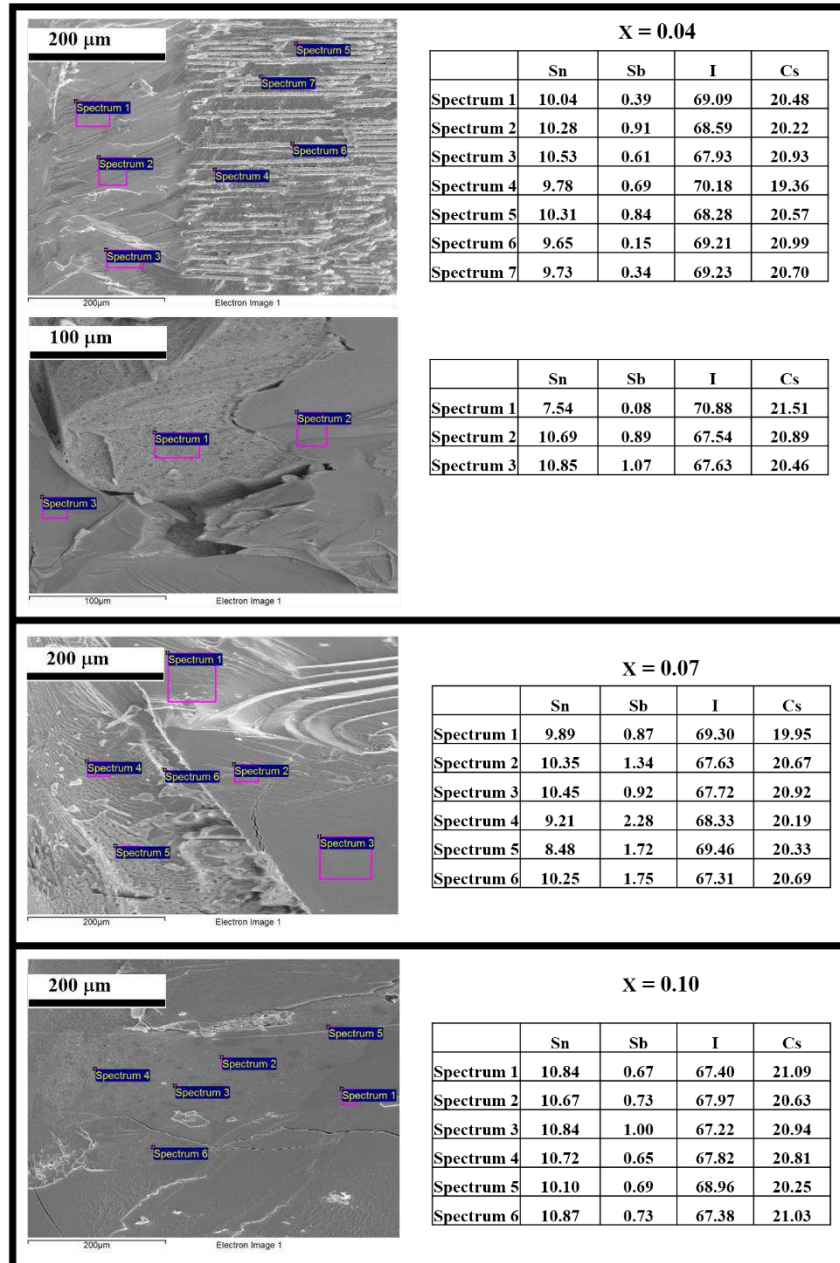 200 μm
Spectrum 5
Spectrum 7
Spectrum 1
Spectrum 6
Spectrum 2
Spectrum 4
Spectrum 3
200μm Electron Image 1
X = 0.04
Sn Sb I Cs
Spectrum 1 10.04 0.39 69.09 20.48
Spectrum 2 10.28 0.91 68.59 20.22
Spectrum 3 10.53 0.61 67.93 20.93
Spectrum 4 9.78 0.69 70.18 19.36
Spectrum 5 10.31 0.84 68.28 20.57
Spectrum 6 9.65 0.15 69.21 20.99
Spectrum 7 9.73 0.34 69.23 20.70
100 μm
Spectrum 2
Spectrum 1
Spectrum 3
100μm Electron Image 1
Sn Sb I Cs
Spectrum 1 7.54 0.08 70.88 21.51
Spectrum 2 10.69 0.89 67.54 20.89
Spectrum 3 10.85 1.07 67.63 20.46
200 μm
Spectrum 1
Spectrum 4
Spectrum 6
Spectrum 2
Spectrum 5
Spectrum 3
200μm Electron Image 1
X = 0.07
Sn Sb I Cs
Spectrum 1 9.89 0.87 69.30 19.95
Spectrum 2 10.35 1.34 67.63 20.67
Spectrum 3 10.45 0.92 67.72 20.92
Spectrum 4 9.21 2.28 68.33 20.19
Spectrum 5 8.48 1.72 69.46 20.33
Spectrum 6 10.25 1.75 67.31 20.69
200 μm
Spectrum 5
Spectrum 2
Spectrum 4
Spectrum 3
Spectrum 1
Spectrum 6
200μm Electron Image 1
X = 0.10
Sn Sb I Cs
Spectrum 1 10.84 0.67 67.40 21.09
Spectrum 2 10.67 0.73 67.97 20.63
Spectrum 3 10.84 1.00 67.22 20.94
Spectrum 4 10.72 0.65 67.82 20.81
Spectrum 5 10.10 0.69 68.96 20.25
Spectrum 6 10.87 0.73 67.38 21.03